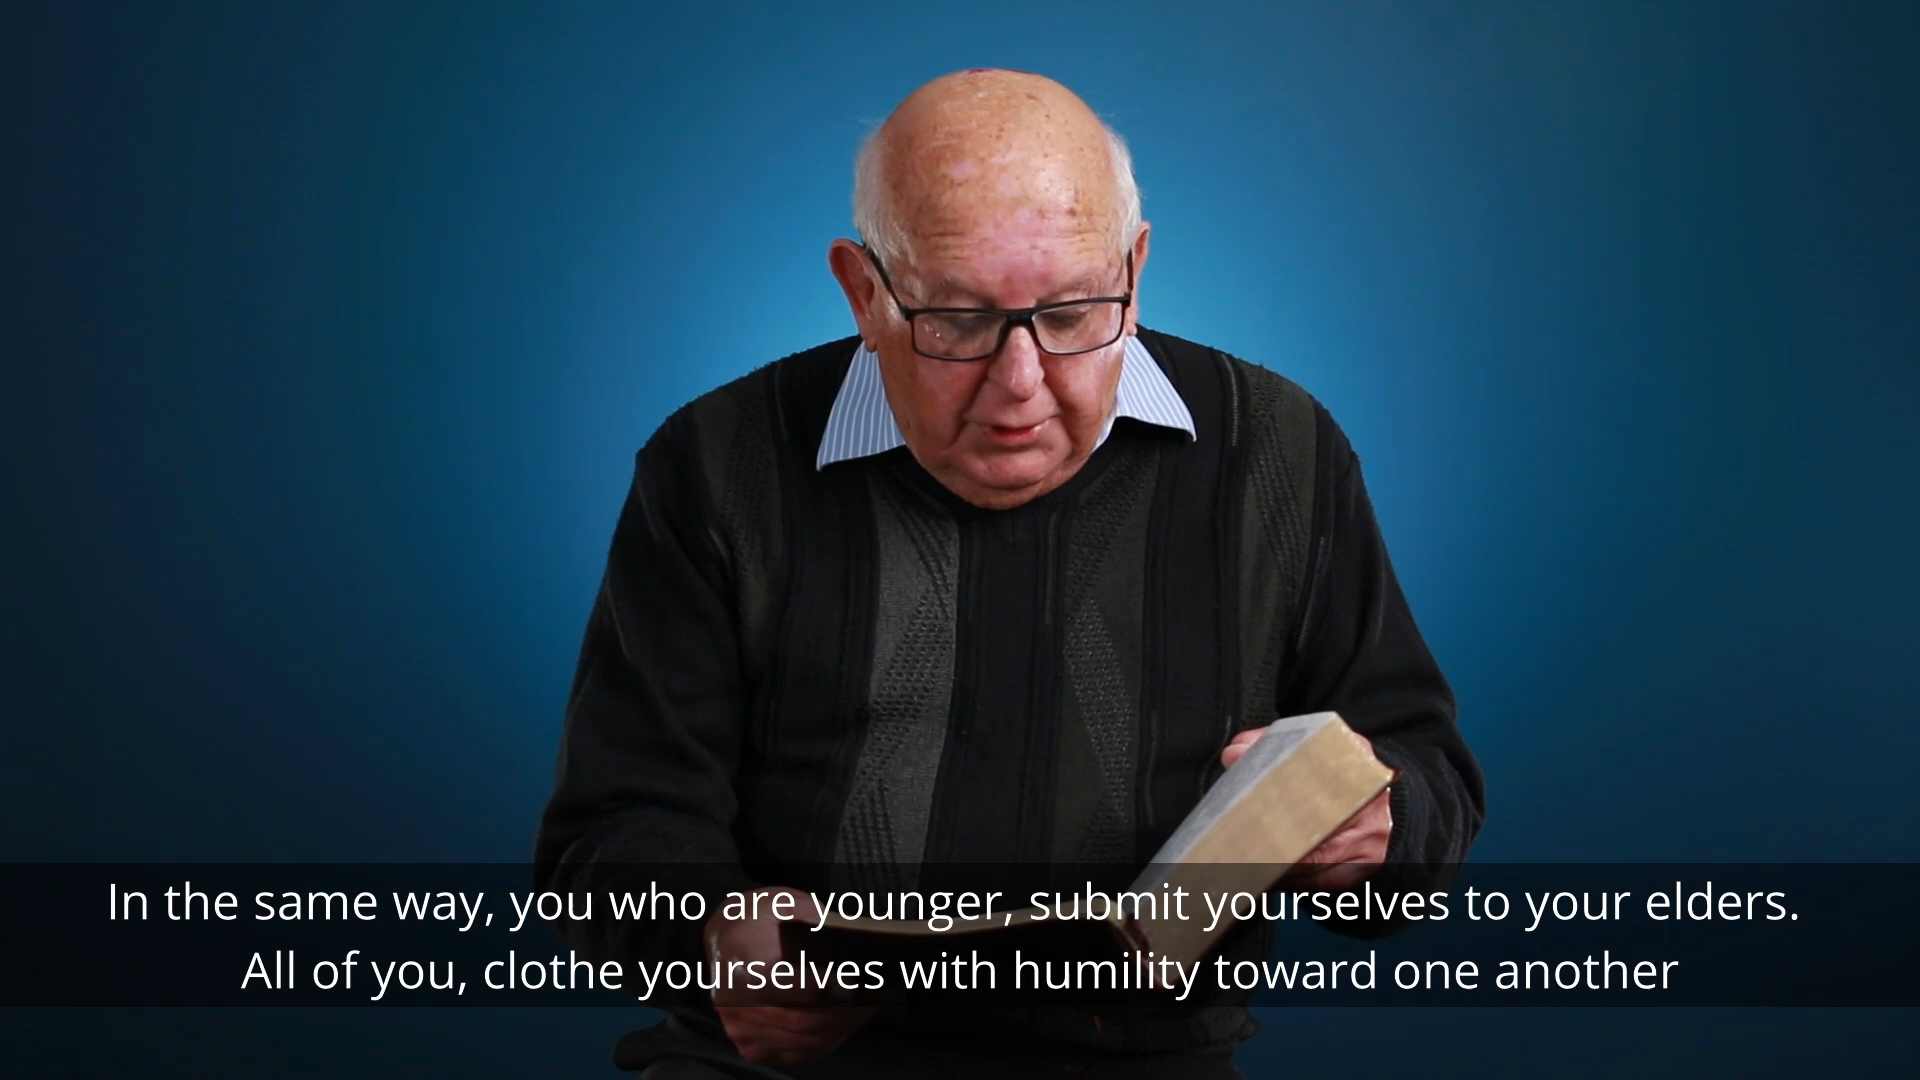 In the same way, you who are younger, submit yourselves to your elders.
All of you, clothe yourselves with humility toward one another